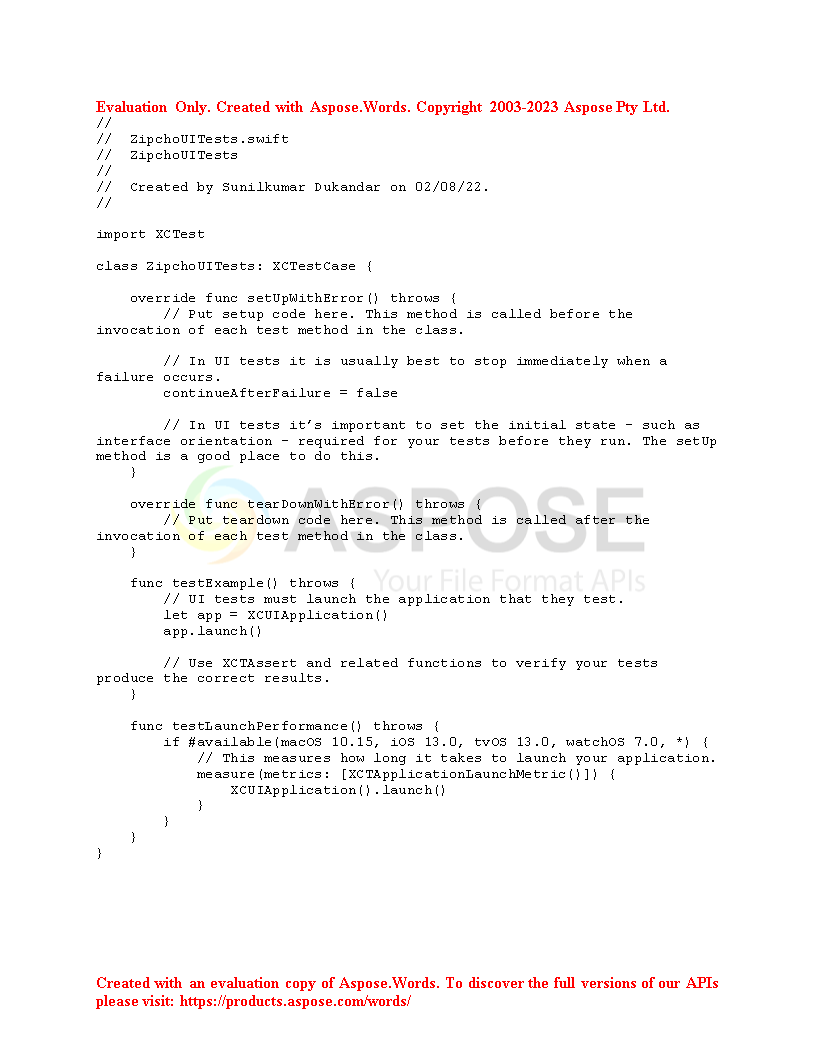 Evaluation Only. Created with Aspose.Words. Copyright 2003-2023 Aspose Pty Ltd.
//
//  ZipchoUITests.swift
//  ZipchoUITests
//
//  Created by Sunilkumar Dukandar on 02/08/22.
//

import XCTest

class ZipchoUITests: XCTestCase {

    override func setUpWithError() throws {
        // Put setup code here. This method is called before the
invocation of each test method in the class.

        // In UI tests it is usually best to stop immediately when a
failure occurs.
        continueAfterFailure = false

        // In UI tests it’s important to set the initial state - such as
interface orientation - required for your tests before they run. The setUp
method is a good place to do this.
    }

    override func tearDownWithError() throws {
        // Put teardown code here. This method is called after the
invocation of each test method in the class.
    }
ASPOSE
Your File Format APIs

    func testExample() throws {
        // UI tests must launch the application that they test.
        let app = XCUIApplication()
        app.launch()

        // Use XCTAssert and related functions to verify your tests
produce the correct results.
    }

    func testLaunchPerformance() throws {
        if #available(macOS 10.15, iOS 13.0, tvOS 13.0, watchOS 7.0, *) {
            // This measures how long it takes to launch your application.
            measure(metrics: [XCTApplicationLaunchMetric()]) {
                XCUIApplication().launch()
            }
        }
    }
}

Created with an evaluation copy of Aspose.Words. To discover the full versions of our APIs
please visit: https://products.aspose.com/words/